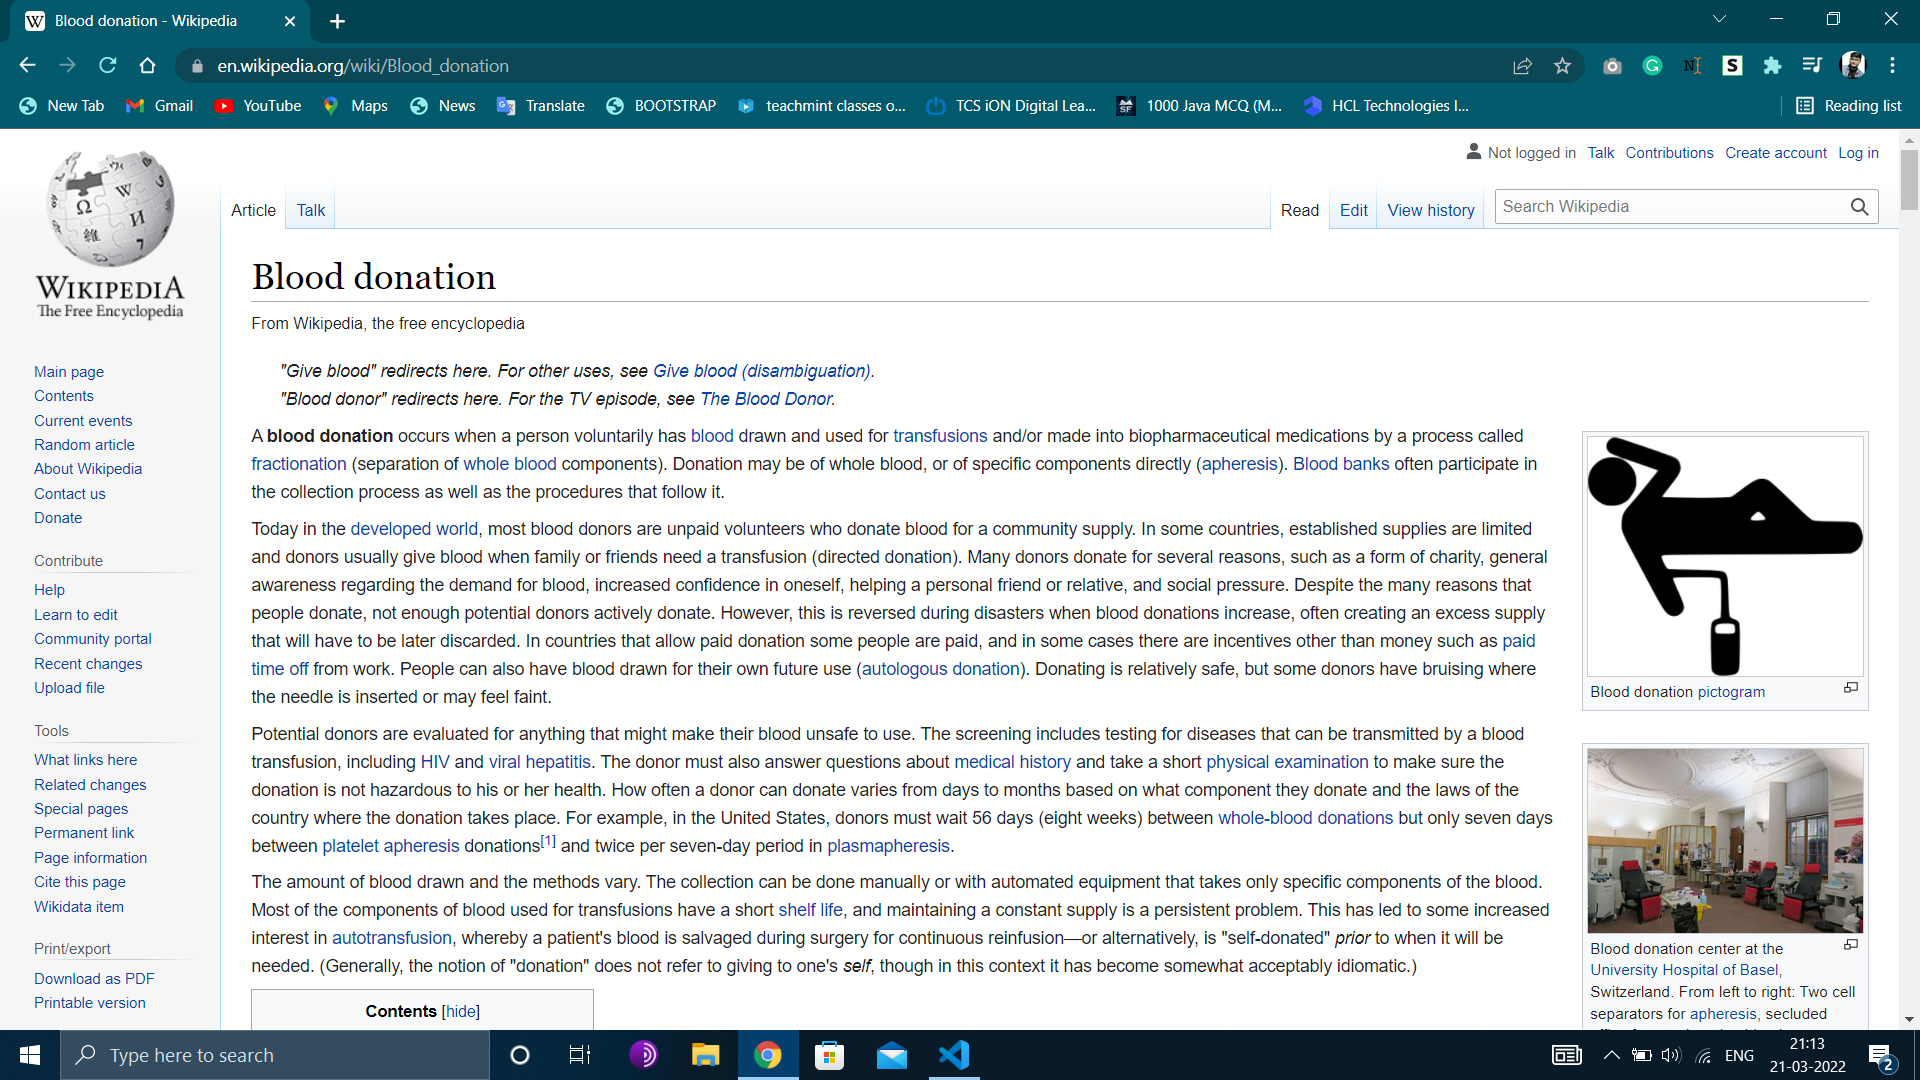 Blood donation - Wikipedia
en.wikipedia.org/wiki/Blood_donation
New Tab
Gmail
YouTube
Maps
News
Translate
BOOTSTRAP
teachmint classes o...
TCS iON Digital Lea...
1000 Java MCQ (M...
HCL Technologies I...
Reading list
WIKIPEDIA
The Free Encyclopedia
Not logged in
Talk
Contributions
Create account
Log in
Article
Talk
Read
Edit
View history
Search Wikipedia
Main page
Contents
Current events
Random article
About Wikipedia
Contact us
Donate
Contribute
Help
Learn to edit
Community portal
Recent changes
Upload file
Tools
What links here
Related changes
Special pages
Permanent link
Page information
Cite this page
Wikidata item
Print/export
Download as PDF
Printable version
Blood donation
From Wikipedia, the free encyclopedia
"Give blood" redirects here. For other uses, see Give blood (disambiguation).
"Blood donor" redirects here. For the TV episode, see The Blood Donor.
A blood donation occurs when a person voluntarily has blood drawn and used for transfusions and/or made into biopharmaceutical medications by a process called
fractionation (separation of whole blood components). Donation may be of whole blood, or of specific components directly (apheresis). Blood banks often participate in
the collection process as well as the procedures that follow it.
Today in the developed world, most blood donors are unpaid volunteers who donate blood for a community supply. In some countries, established supplies are limited
and donors usually give blood when family or friends need a transfusion (directed donation). Many donors donate for several reasons, such as a form of charity, general
awareness regarding the demand for blood, increased confidence in oneself, helping a personal friend or relative, and social pressure. Despite the many reasons that
people donate, not enough potential donors actively donate. However, this is reversed during disasters when blood donations increase, often creating an excess supply
that will have to be later discarded. In countries that allow paid donation some people are paid, and in some cases there are incentives other than money such as paid
time off from work. People can also have blood drawn for their own future use (autologous donation). Donating is relatively safe, but some donors have bruising where
the needle is inserted or may feel faint.
Potential donors are evaluated for anything that might make their blood unsafe to use. The screening includes testing for diseases that can be transmitted by a blood
transfusion, including HIV and viral hepatitis. The donor must also answer questions about medical history and take a short physical examination to make sure the
donation is not hazardous to his or her health. How often a donor can donate varies from days to months based on what component they donate and the laws of the
country where the donation takes place. For example, in the United States, donors must wait 56 days (eight weeks) between whole-blood donations but only seven days
between platelet apheresis donations[1] and twice per seven-day period in plasmapheresis.
The amount of blood drawn and the methods vary. The collection can be done manually or with automated equipment that takes only specific components of the blood.
Most of the components of blood used for transfusions have a short shelf life, and maintaining a constant supply is a persistent problem. This has led to some increased
interest in autotransfusion, whereby a patient's blood is salvaged during surgery for continuous reinfusion—or alternatively, is "self-donated" prior to when it will be
needed. (Generally, the notion of "donation" does not refer to giving to one's self, though in this context it has become somewhat acceptably idiomatic.)
Contents [hide]
Blood donation pictogram
Blood donation center at the
University Hospital of Basel,
Switzerland. From left to right: Two cell
separators for apheresis, secluded
Type here to search
ENG
21:13
21-03-2022
2